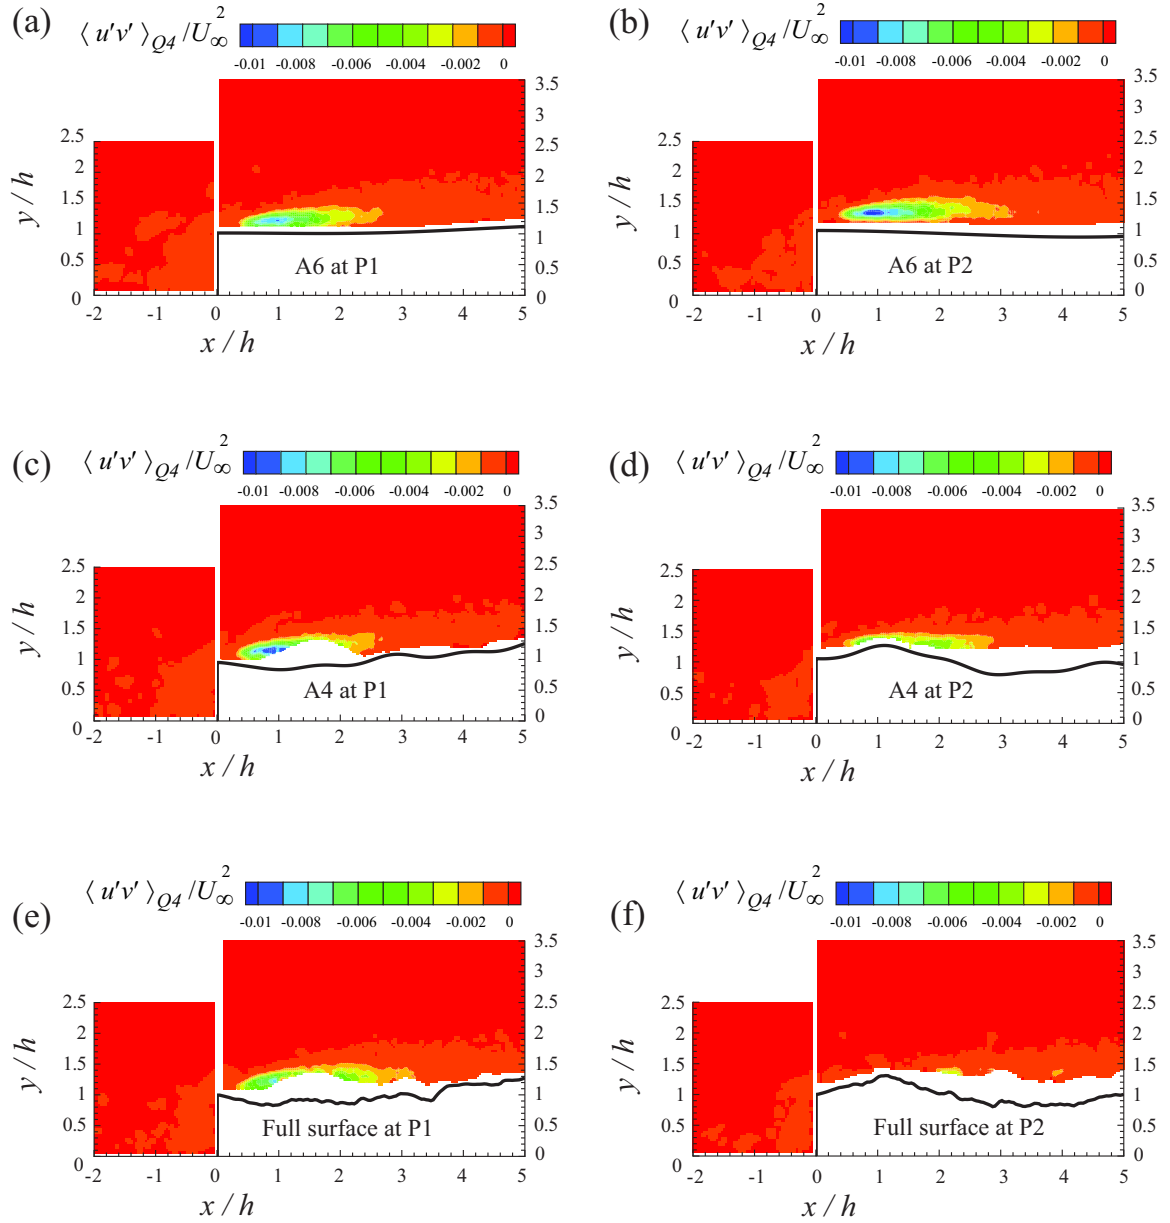 (a) ⟨ u'v' ⟩Q4 /U∞²
-0.01 -0.008 -0.006 -0.004 -0.002 0
y / h
2.5 2 1.5 1 0.5 0
3.5 3 2.5 2 1.5 1 0.5 0
A6 at P1
-2 -1 0 1 2 3 4 5
x / h
(b) ⟨ u'v' ⟩Q4 /U∞²
-0.01 -0.008 -0.006 -0.004 -0.002 0
y / h
2.5 2 1.5 1 0.5 0
3.5 3 2.5 2 1.5 1 0.5 0
A6 at P2
-2 -1 0 1 2 3 4 5
x / h
(c) ⟨ u'v' ⟩Q4 /U∞²
-0.01 -0.008 -0.006 -0.004 -0.002 0
y / h
2.5 2 1.5 1 0.5 0
3.5 3 2.5 2 1.5 1 0.5 0
A4 at P1
-2 -1 0 1 2 3 4 5
x / h
(d) ⟨ u'v' ⟩Q4 /U∞²
-0.01 -0.008 -0.006 -0.004 -0.002 0
y / h
2.5 2 1.5 1 0.5 0
3.5 3 2.5 2 1.5 1 0.5 0
A4 at P2
-2 -1 0 1 2 3 4 5
x / h
(e) ⟨ u'v' ⟩Q4 /U∞²
-0.01 -0.008 -0.006 -0.004 -0.002 0
y / h
2.5 2 1.5 1 0.5 0
3.5 3 2.5 2 1.5 1 0.5 0
Full surface at P1
-2 -1 0 1 2 3 4 5
x / h
(f) ⟨ u'v' ⟩Q4 /U∞²
-0.01 -0.008 -0.006 -0.004 -0.002 0
y / h
2.5 2 1.5 1 0.5 0
3.5 3 2.5 2 1.5 1 0.5 0
Full surface at P2
-2 -1 0 1 2 3 4 5
x / h